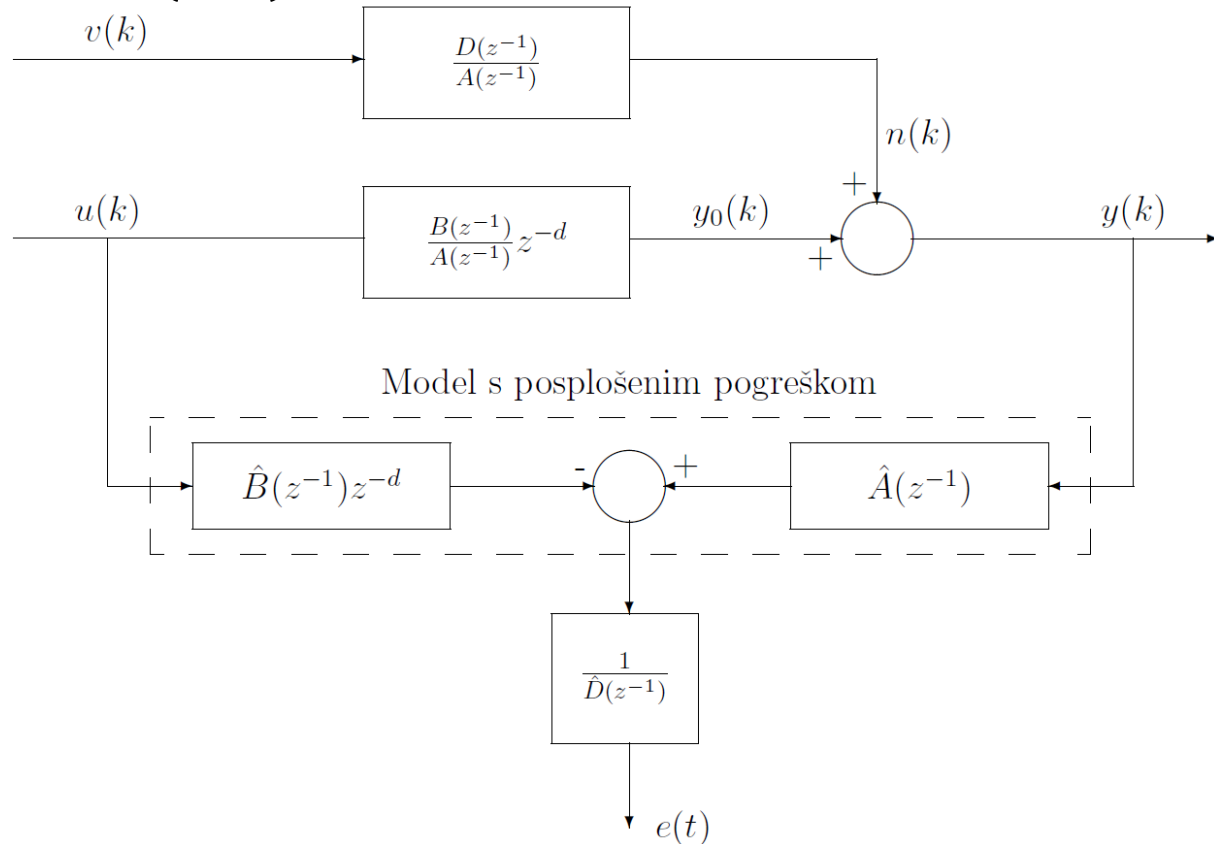 v(k)
D(z⁻¹)
A(z⁻¹)
n(k)
+
u(k)
B(z⁻¹)
A(z⁻¹)
z⁻ᵈ
y₀(k)
+
y(k)
Model s posplošenim pogreškom
B̂(z⁻¹)z⁻ᵈ
-
+
Â(z⁻¹)
1
D̂(z⁻¹)
e(t)